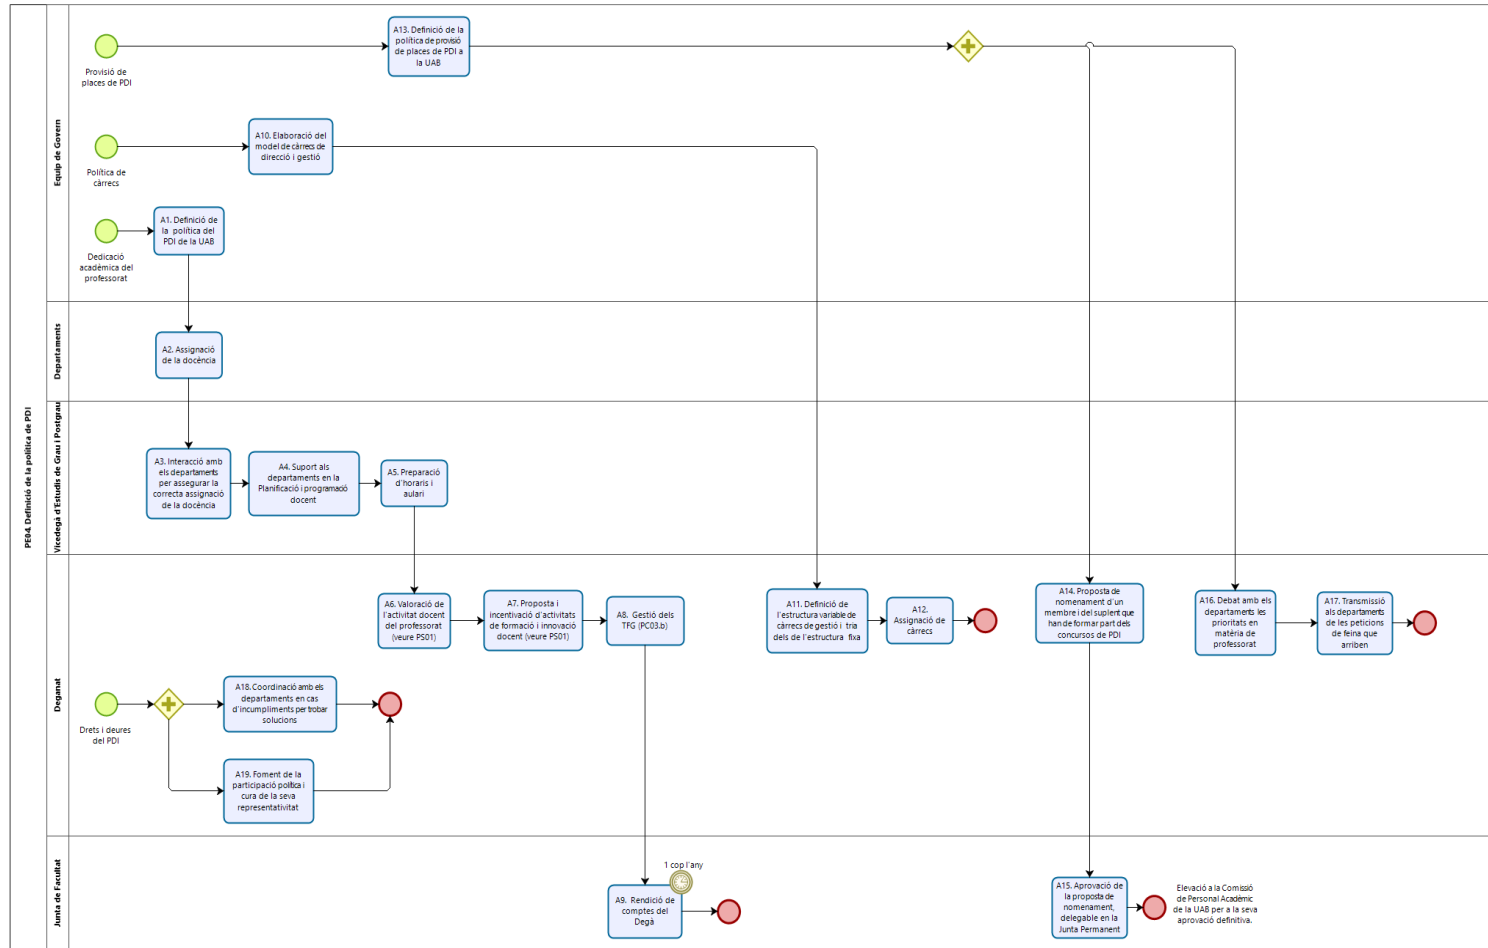 PE04. Definició de la política de PDI
Equip de Govern
Provisió de
places de PDI
A13. Definició de la
política de provisió
de places de PDI a
la UAB
Política de
càrrecs
A10. Elaboració del
model de càrrecs de
direcció i gestió
Dedicació
acadèmica del
professorat
A1. Definició de
la política del
PDI de la UAB
Departaments
A2. Assignació
de la docència
Vicedegà d'Estudis de Grau i Postgrau
A3. Interacció amb
els departaments
per assegurar la
correcta assignació
de la docència
A4. Suport als
departaments en la
Planificació i programació
docent
A5. Preparació
d'horaris i
aulari
Deganat
A6. Valoració de
l'activitat docent
del professorat
(veure PS01)
A7. Proposta i
incentivació d'activitats
de formació i innovació
docent (veure PS01)
A8. Gestió dels
TFG (PC03.b)
A11. Definició de
l'estructura variable de
càrrecs de gestió i tria
dels de l'estructura fixa
A12.
Assignació de
càrrecs
A14. Proposta de
nomenament d'un
membre i del suplent que
han de formar part dels
concursos de PDI
A16. Debat amb els
departaments les
prioritats en
matèria de
professorat
A17. Transmissió
als departaments
de les peticions
de feina que
arriben
Drets i deures
del PDI
A18. Coordinació amb els
departaments en cas
d'incumpliments per trobar
solucions
A19. Foment de la
participació política i
cura de la seva
representativitat
Junta de Facultat
1 cop l'any
A9. Rendició de
comptes del
Degà
A15. Aprovació de
la proposta de
nomenament,
delegable en la
Junta Permanent
Elevació a la Comissió
de Personal Acadèmic
de la UAB per a la seva
aprovació definitiva.